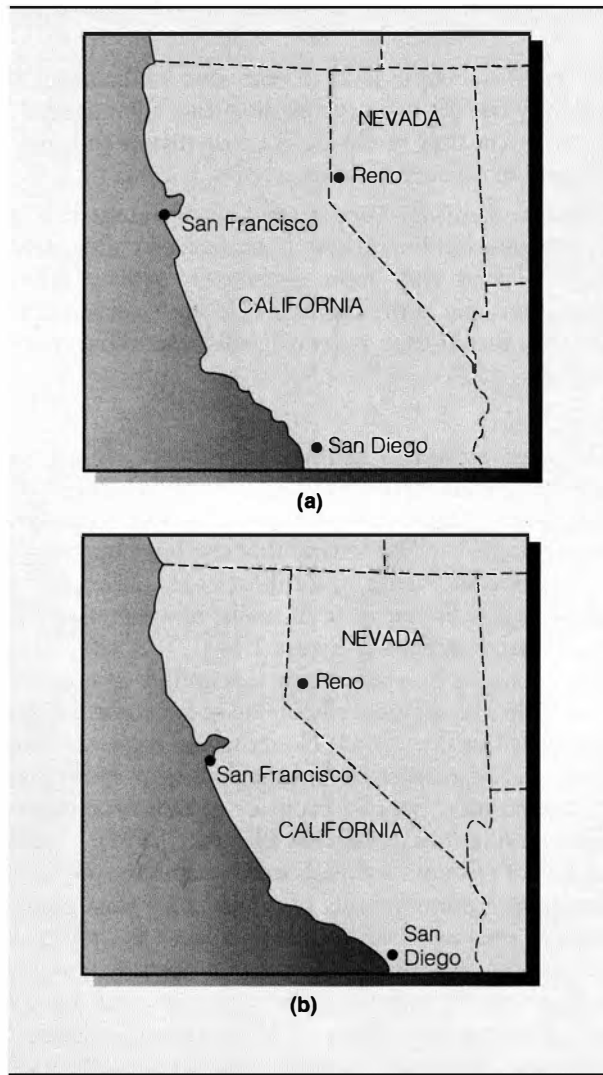 NEVADA
Reno
San Francisco
CALIFORNIA
San Diego
(a)
NEVADA
Reno
San Francisco
CALIFORNIA
San
Diego
(b)